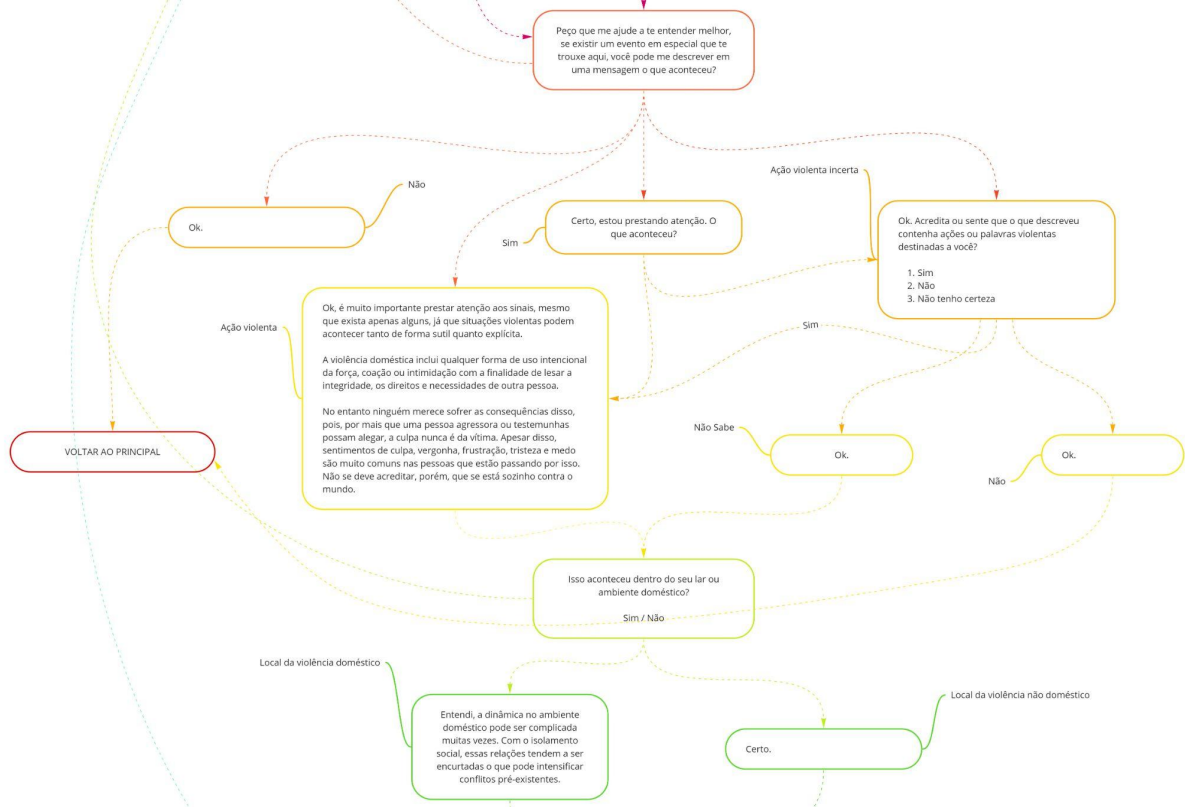 Peço que me ajude a te entender melhor,
se existir um evento em especial que te
trouxe aqui, você pode me descrever em
uma mensagem o que aconteceu?
Não
Ok.
Sim
Certo, estou prestando atenção. O
que aconteceu?
Ação violenta incerta
Ok. Acredita ou sente que o que descreveu
contenha ações ou palavras violentas
destinadas a você?
1. Sim
2. Não
3. Não tenho certeza
Ação violenta
Ok, é muito importante prestar atenção aos sinais, mesmo
que exista apenas alguns, já que situações violentas podem
acontecer tanto de forma sutil quanto explícita.
A violência doméstica inclui qualquer forma de uso intencional
da força, coação ou intimidação com a finalidade de lesar a
integridade, os direitos e necessidades de outra pessoa.
No entanto ninguém merece sofrer as consequências disso,
pois, por mais que uma pessoa agressora ou testemunhas
possam alegar, a culpa nunca é da vítima. Apesar disso,
sentimentos de culpa, vergonha, frustração, tristeza e medo
são muito comuns nas pessoas que estão passando por isso.
Não se deve acreditar, porém, que se está sozinho contra o
mundo.
Sim
VOLTAR AO PRINCIPAL
Não Sabe
Ok.
Não
Ok.
Isso aconteceu dentro do seu lar ou
ambiente doméstico?
Sim / Não
Local da violência doméstico
Entendi, a dinâmica no ambiente
doméstico pode ser complicada
muitas vezes. Com o isolamento
social, essas relações tendem a ser
encurtadas o que pode intensificar
conflitos pré-existentes.
Local da violência não doméstico
Certo.